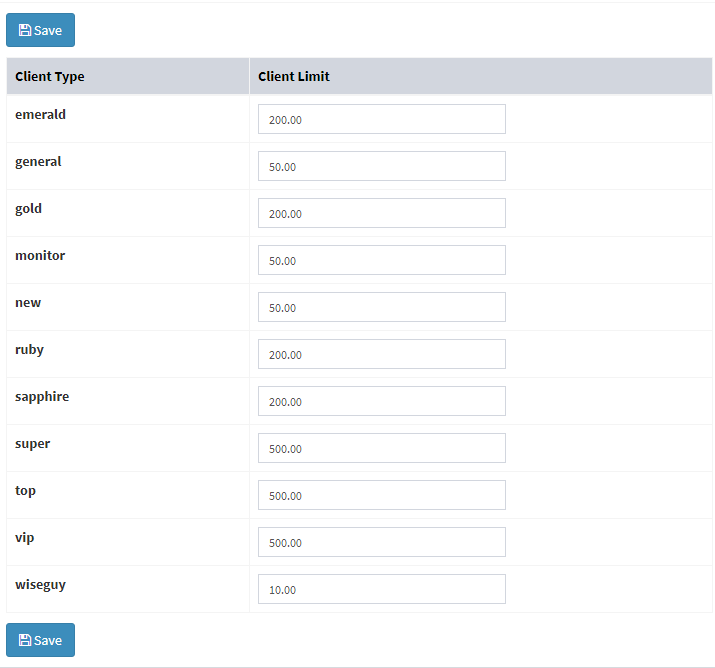 Save
Client Type Client Limit
emerald 200.00
general 50.00
gold 200.00
monitor 50.00
new 50.00
ruby 200.00
sapphire 200.00
super 500.00
top 500.00
vip 500.00
wiseguy 10.00
Save